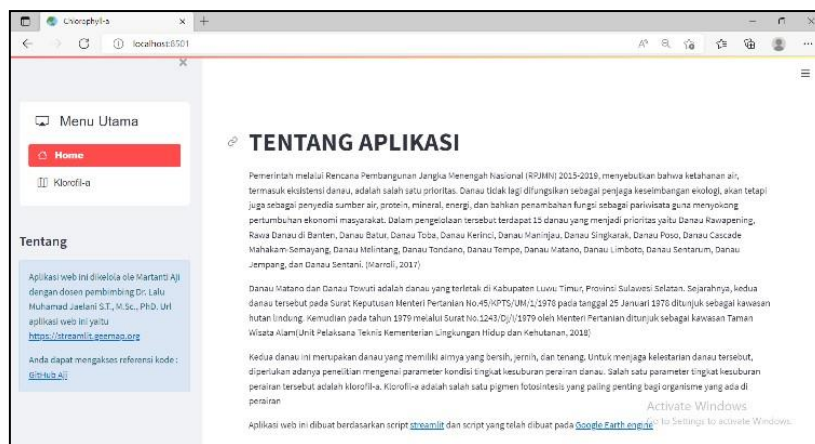 Chlorophyll-a
localhost:8501
Menu Utama
Home
Klorofil-a
Tentang
Aplikasi web ini dikelola ole Martanti Aji
dengan dosen pembimbing Dr. Lalu
Muhamad Jaelani S.T., M.Sc., PhD. Url
aplikasi web ini yaitu
https://streamlit.geemap.org
Anda dapat mengakses referensi kode :
GitHub Aji
TENTANG APLIKASI
Pemerintah melalui Rencana Pembangunan Jangka Menengah Nasional (RPJMN) 2015-2019, menyebutkan bahwa ketahanan air,
termasuk eksistensi danau, adalah salah satu prioritas. Danau tidak lagi difungsikan sebagai penjaga keseimbangan ekologi, akan tetapi
juga sebagai penyedia sumber air, protein, mineral, energi, dan bahkan penambahan fungsi sebagai pariwisata guna menyokong
pertumbuhan ekonomi masyarakat. Dalam pengelolaan tersebut terdapat 15 danau yang menjadi prioritas yaitu Danau Rawapening,
Rawa Danau di Banten, Danau Batur, Danau Toba, Danau Kerinci, Danau Maninjau, Danau Singkarak, Danau Poso, Danau Cascade
Mahakam-Semayang, Danau Melintang, Danau Tondano, Danau Tempe, Danau Matano, Danau Limboto, Danau Sentarum, Danau
Jempang, dan Danau Sentani. (Marroli, 2017)
Danau Matano dan Danau Towuti adalah danau yang terletak di Kabupaten Luwu Timur, Provinsi Sulawesi Selatan. Sejarahnya, kedua
danau tersebut pada Surat Keputusan Menteri Pertanian No.45/KPTS/UM/1/1978 pada tanggal 25 Januari 1978 ditunjuk sebagai kawasan
hutan lindung. Kemudian pada tahun 1979 melalui Surat No.1243/Dj/I/1979 oleh Menteri Pertanian ditunjuk sebagai kawasan Taman
Wisata Alam(Unit Pelaksana Teknis Kementerian Lingkungan Hidup dan Kehutanan, 2018)
Kedua danau ini merupakan danau yang memiliki airnya yang bersih, jernih, dan tenang. Untuk menjaga kelestarian danau tersebut,
diperlukan adanya penelitian mengenai parameter kondisi tingkat kesuburan perairan danau. Salah satu parameter tingkat kesuburan
perairan tersebut adalah klorofil-a. Klorofil-a adalah salah satu pigmen fotosintesis yang paling penting bagi organisme yang ada di
perairan
Aplikasi web ini dibuat berdasarkan script streamlit dan script yang telah dibuat pada Google Earth engine
Activate Windows
Go to Settings to activate Windows.